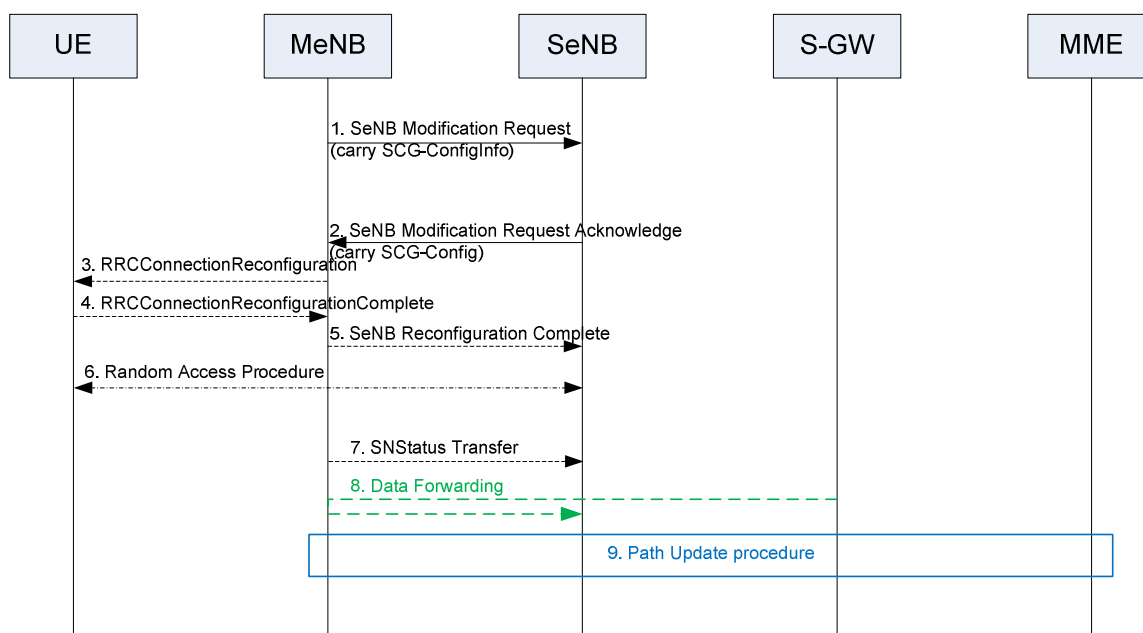 UE
MeNB
SeNB
S-GW
MME
1. SeNB Modification Request
(carry SCG-ConfigInfo)
2. SeNB Modification Request Acknowledge
(carry SCG-Config)
3. RRCConnectionReconfiguration
4. RRCConnectionReconfigurationComplete
5. SeNB Reconfiguration Complete
6. Random Access Procedure
7. SNStatus Transfer
8. Data Forwarding
9. Path Update procedure